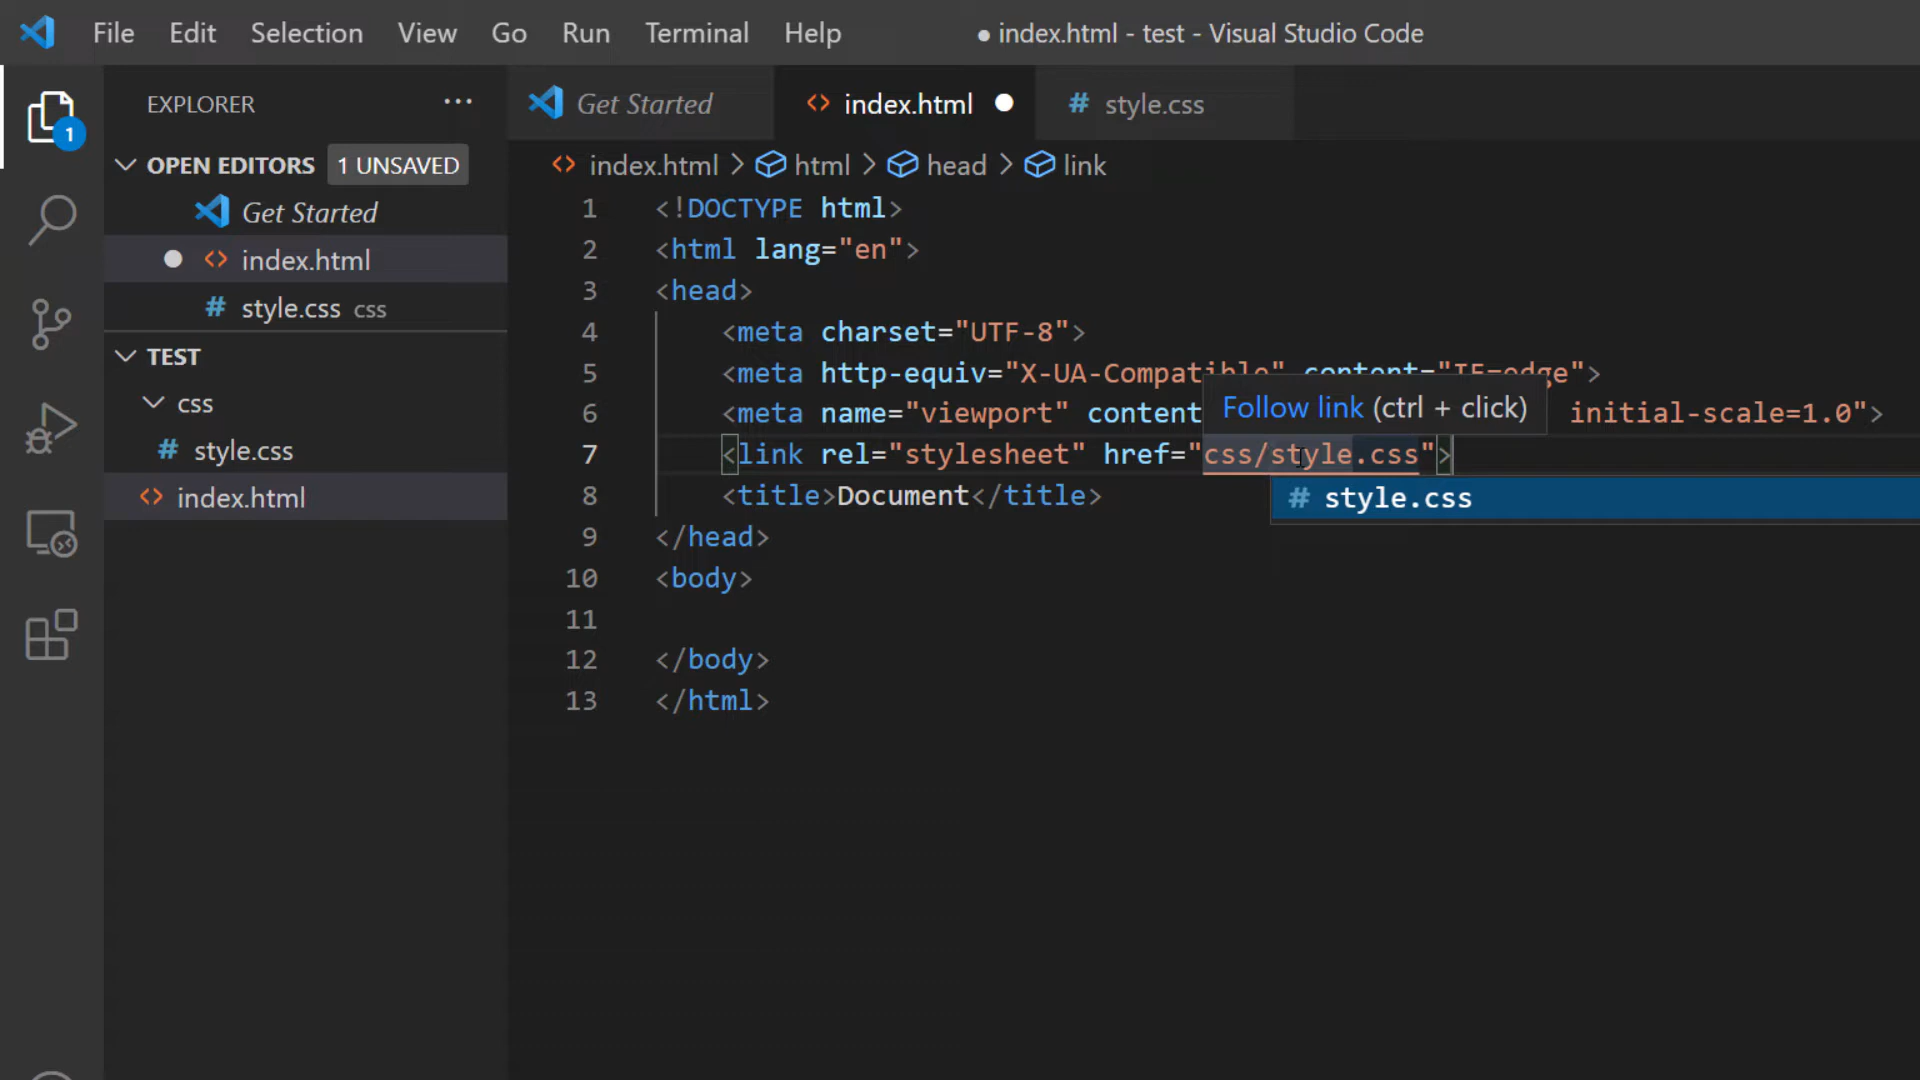 File Edit Selection View Go Run Terminal Help ● index.html - test - Visual Studio Code
1
EXPLORER ···
OPEN EDITORS 1 UNSAVED
Get Started
index.html
style.css css
TEST
css
style.css
index.html
Get Started index.html style.css
index.html > html > head > link
1 <!DOCTYPE html>
2 <html lang="en">
3 <head>
4 <meta charset="UTF-8">
5 <meta http-equiv="X-UA-Compatible" content="IE=edge">
6 <meta name="viewport" content initial-scale=1.0">
Follow link (ctrl + click)
7 <link rel="stylesheet" href="css/style.css">
# style.css
8 <title>Document</title>
9 </head>
10 <body>
11
12 </body>
13 </html>